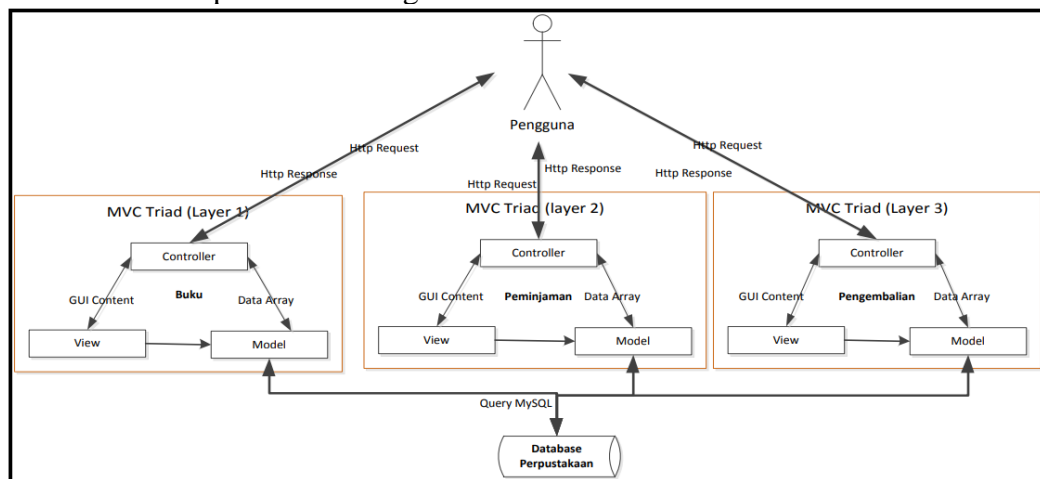 Pengguna
Http Request
Http Response
Http Response
Http Request
Http Request
Http Response
MVC Triad (Layer 1)
Controller
GUI Content
Buku
Data Array
View
Model
MVC Triad (layer 2)
Controller
GUI Content
Peminjaman
Data Array
View
Model
MVC Triad (Layer 3)
Controller
GUI Content
Pengembalian
Data Array
View
Model
Query MySQL
Database
Perpustakaan